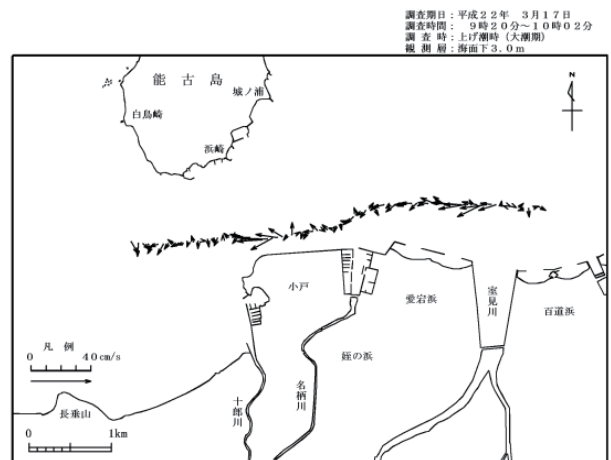 調査期日：平成２２年　３月１７日
調査時間：　９時２０分～１０時０２分
調 査 時：上げ潮時（大潮期）
観 測 層：海面下３.０ｍ
能 古 島
城ノ浦
白鳥崎
浜崎
N
小戸
愛宕浜
室見川
百道浜
姪の浜
名柄川
十郎川
凡 例
0 40 cm/s
長垂山
0 1km